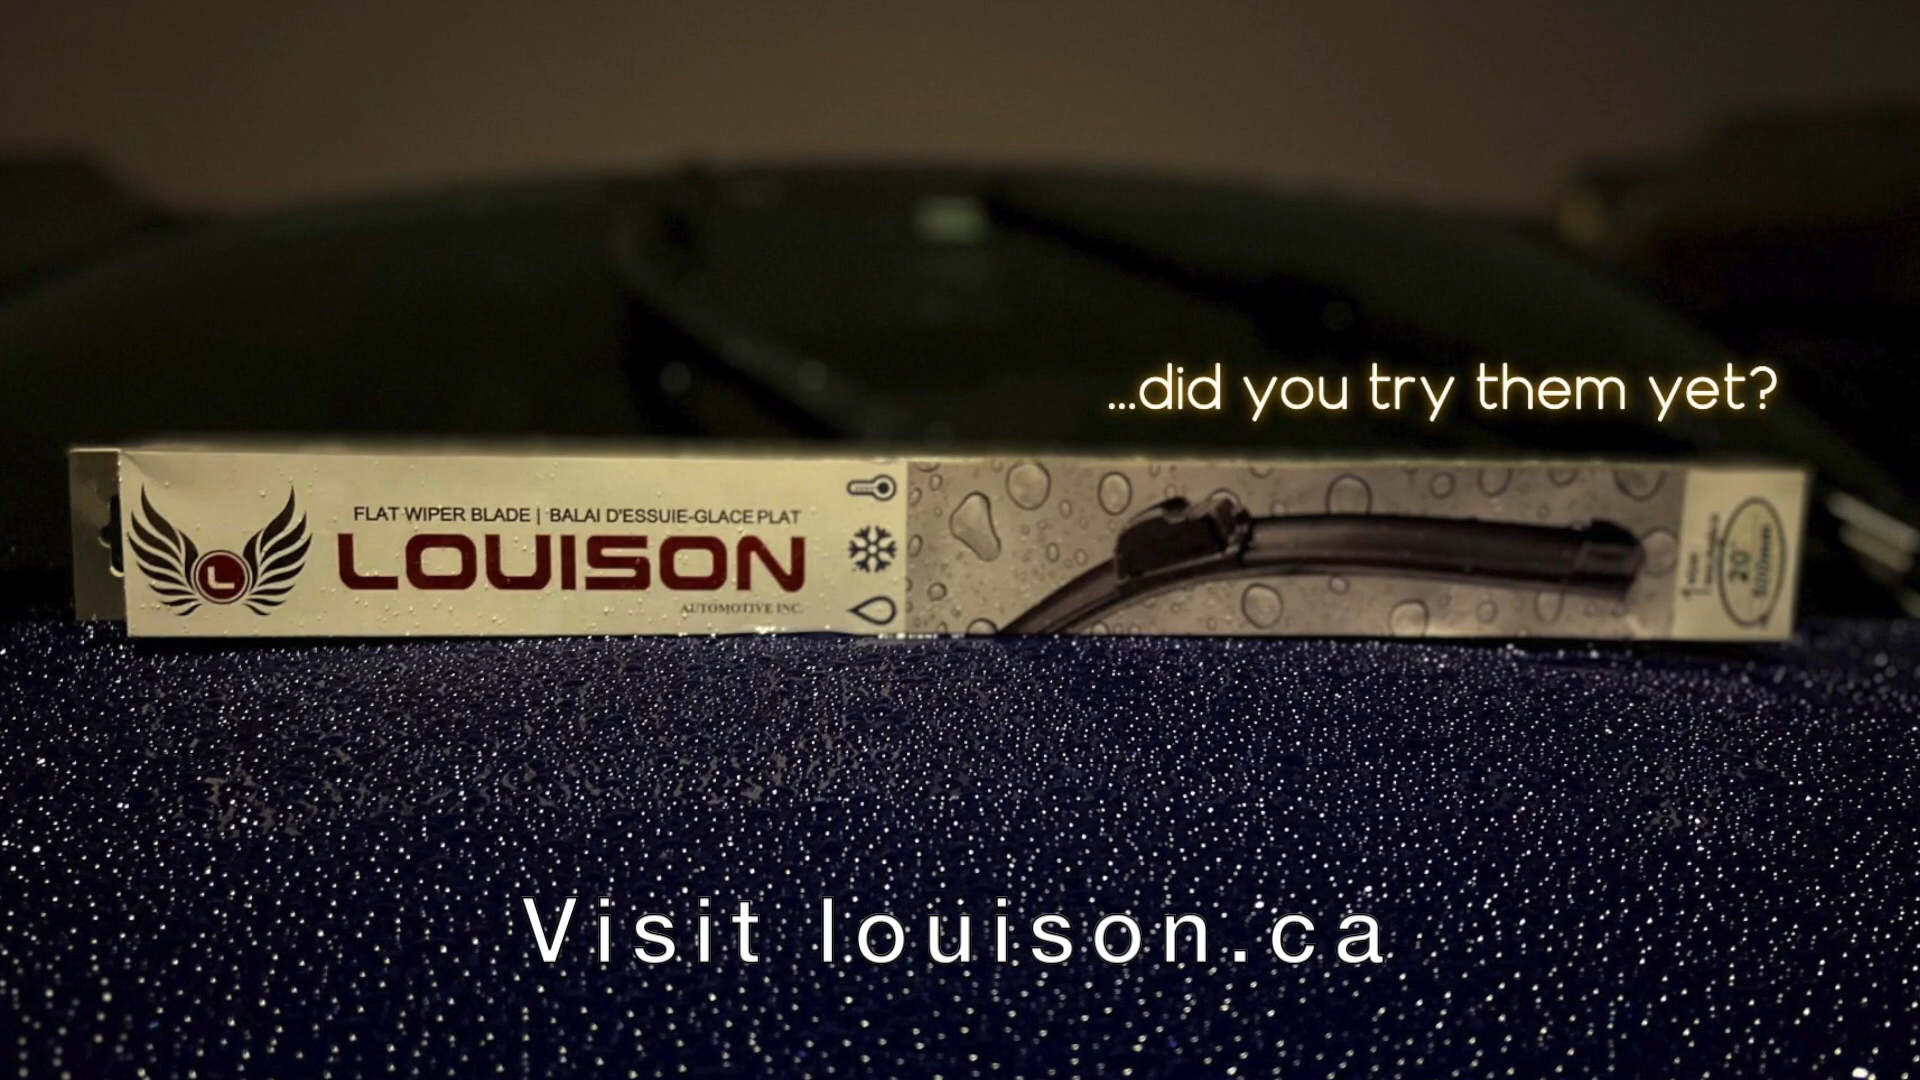 ...did you try them yet?
FLAT WIPER BLADE | BALAI D'ESSUIE-GLACE PLAT
LOUISON
AUTOMOTIVE INC.
L
20"
500mm
Visit louison.ca